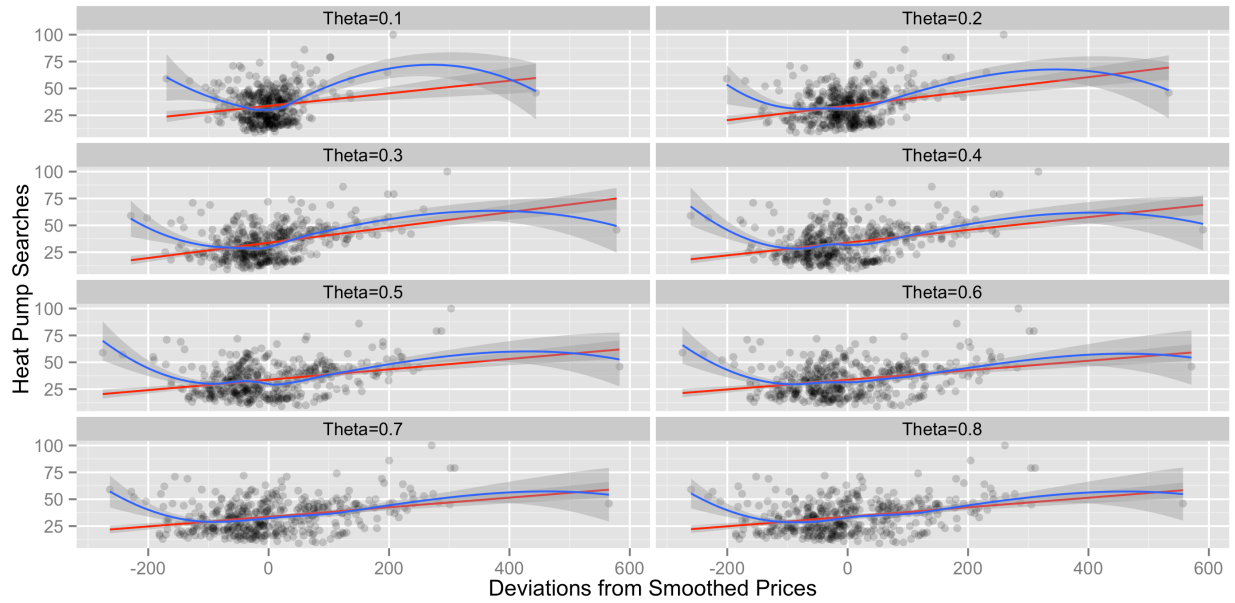 Theta=0.1
Theta=0.2
100
75
50
25
Theta=0.3
Theta=0.4
100
75
50
25
Theta=0.5
Theta=0.6
100
75
50
25
Theta=0.7
Theta=0.8
100
75
50
25
Heat Pump Searches
-200 0 200 400 600
-200 0 200 400 600
Deviations from Smoothed Prices